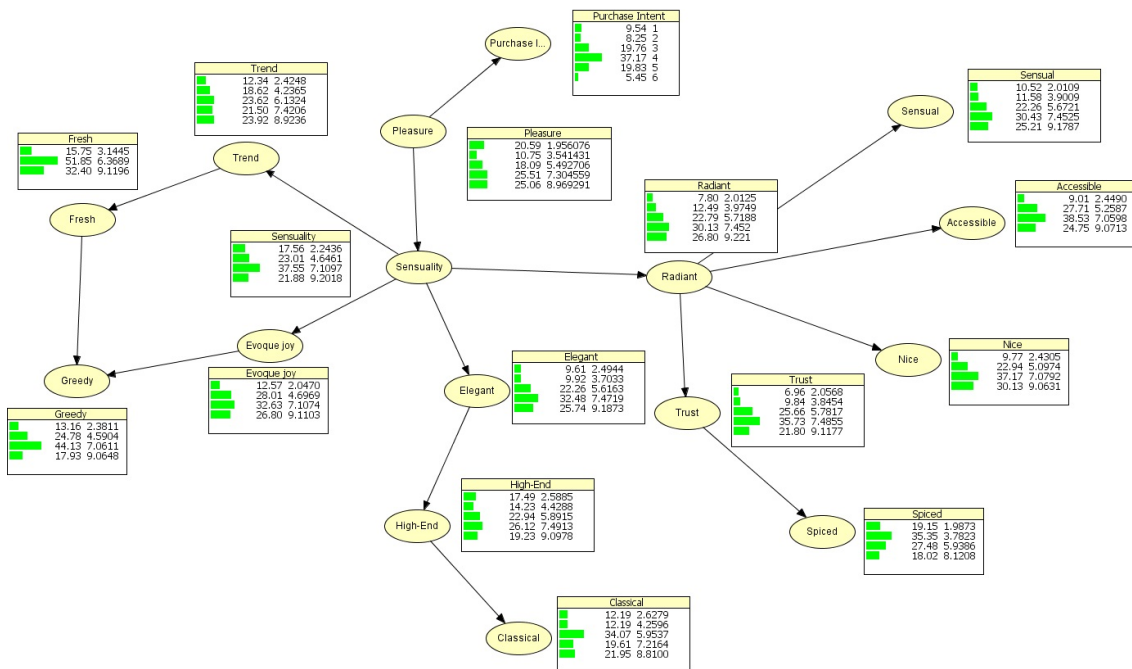 Purchase Intent
9.54 1
8.25 2
19.76 3
37.17 4
19.83 5
5.45 6
Purchase I...
Trend
12.34 2.4248
18.62 4.2365
23.62 6.1324
21.50 7.4206
23.92 8.9236
Sensual
10.52 2.0109
11.58 3.9009
22.26 5.6721
30.43 7.4525
25.21 9.1787
Sensual
Pleasure
Pleasure
20.59 1.956076
10.75 3.541431
18.09 5.492706
25.51 7.304559
25.06 8.969291
Fresh
15.75 3.1445
51.85 6.3689
32.40 9.1196
Trend
Radiant
7.80 2.0125
12.49 3.9749
22.79 5.7188
30.13 7.452
26.80 9.221
Accessible
9.01 2.4490
27.71 5.2587
38.53 7.0598
24.75 9.0713
Fresh
Accessible
Sensuality
17.56 2.2436
23.01 4.6461
37.55 7.1097
21.88 9.2018
Sensuality
Radiant
Evoque joy
Greedy
Evoque joy
12.57 2.0470
28.01 4.6969
32.63 7.1074
26.80 9.1103
Elegant
9.61 2.4944
9.92 3.7033
22.26 5.6163
32.48 7.4719
25.74 9.1873
Elegant
Nice
Nice
9.77 2.4305
22.94 5.0974
37.17 7.0792
30.13 9.0631
Trust
6.96 2.0568
9.84 3.8454
25.66 5.7817
35.73 7.4855
21.80 9.1177
Trust
Greedy
13.16 2.3811
24.78 4.5904
44.13 7.0611
17.93 9.0648
High-End
17.49 2.5885
14.23 4.4288
22.94 5.8915
26.12 7.4913
19.23 9.0978
High-End
Spiced
Spiced
19.15 1.9873
35.35 3.7823
27.48 5.9386
18.02 8.1208
Classical
12.19 2.6279
12.19 4.2596
34.07 5.9537
19.61 7.2164
21.95 8.8100
Classical